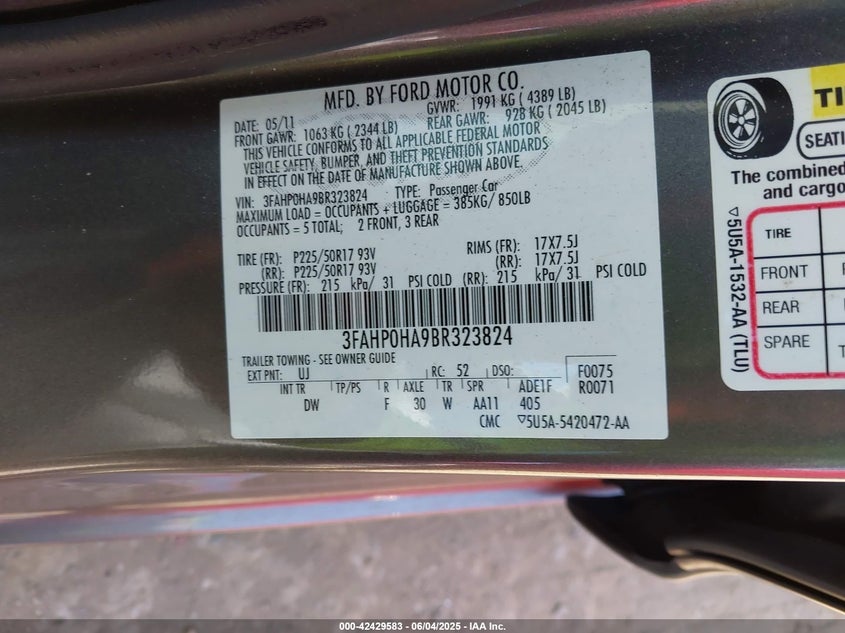 MFD. BY FORD MOTOR CO.
DATE: 05/11 GVWR: 1991 KG ( 4389 LB)
FRONT GAWR: 1063 KG ( 2344 LB) REAR GAWR: 928 KG ( 2045 LB)
THIS VEHICLE CONFORMS TO ALL APPLICABLE FEDERAL MOTOR
VEHICLE SAFETY, BUMPER, AND THEFT PREVENTION STANDARDS
IN EFFECT ON THE DATE OF MANUFACTURE SHOWN ABOVE.
VIN: 3FAHP0HA9BR323824 TYPE: Passenger Car
MAXIMUM LOAD = OCCUPANTS + LUGGAGE = 385KG/ 850LB
OCCUPANTS = 5 TOTAL; 2 FRONT, 3 REAR
TIRE (FR): P225/50R17 93V RIMS (FR): 17X7.5J
(RR): P225/50R17 93V (RR): 17X7.5J
PRESSURE (FR): 215 kPa/ 31 PSI COLD (RR): 215 kPa/ 31 PSI COLD
3FAHP0HA9BR323824
TRAILER TOWING - SEE OWNER GUIDE
EXT PNT: UJ RC: 52 DSO: F0075
INT TR TP/PS R AXLE TR SPR ADE1F R0071
DW F 30 W AA11 405
CMC ▽5U5A-5420472-AA
TI
SEATI
The combined
and cargo
TIRE
FRONT
REAR
SPARE T
▽5U5A-1532-AA (TLU)
000-42429583 - 06/04/2025 - IAA Inc.